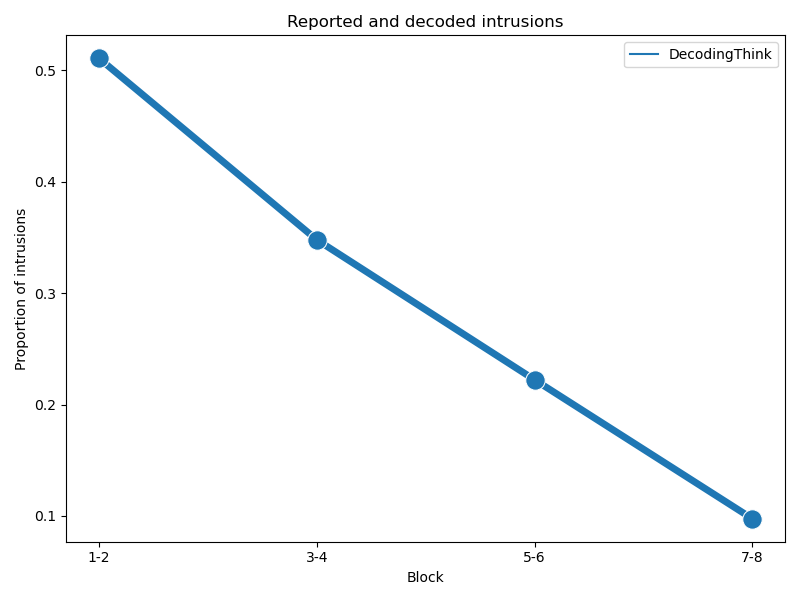 Reported and decoded intrusions
DecodingThink
Proportion of intrusions
0.5
0.4
0.3
0.2
0.1
1-2
3-4
5-6
7-8
Block